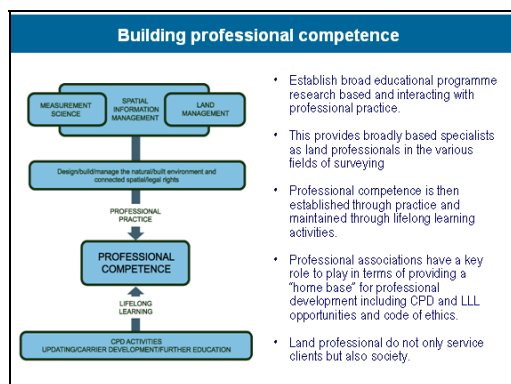 Building professional competence
MEASUREMENT
SCIENCE
SPATIAL
INFORMATION
MANAGEMENT
LAND
MANAGEMENT
Design/build/manage the natural/built environment and
connected spatial/legal rights
PROFESSIONAL
PRACTICE
PROFESSIONAL
COMPETENCE
LIFELONG
LEARNING
CPD ACTIVITIES
UPDATING/CARRIER DEVELOPMENT/FURTHER EDUCATION
• Establish broad educational programme
research based and interacting with
professional practice.
• This provides broadly based specialists
as land professionals in the various
fields of surveying
• Professional competence is then
established through practice and
maintained through lifelong learning
activities.
• Professional associations have a key
role to play in terms of providing a
"home base" for professional
development including CPD and LLL
opportunities and code of ethics.
• Land professional do not only service
clients but also society.